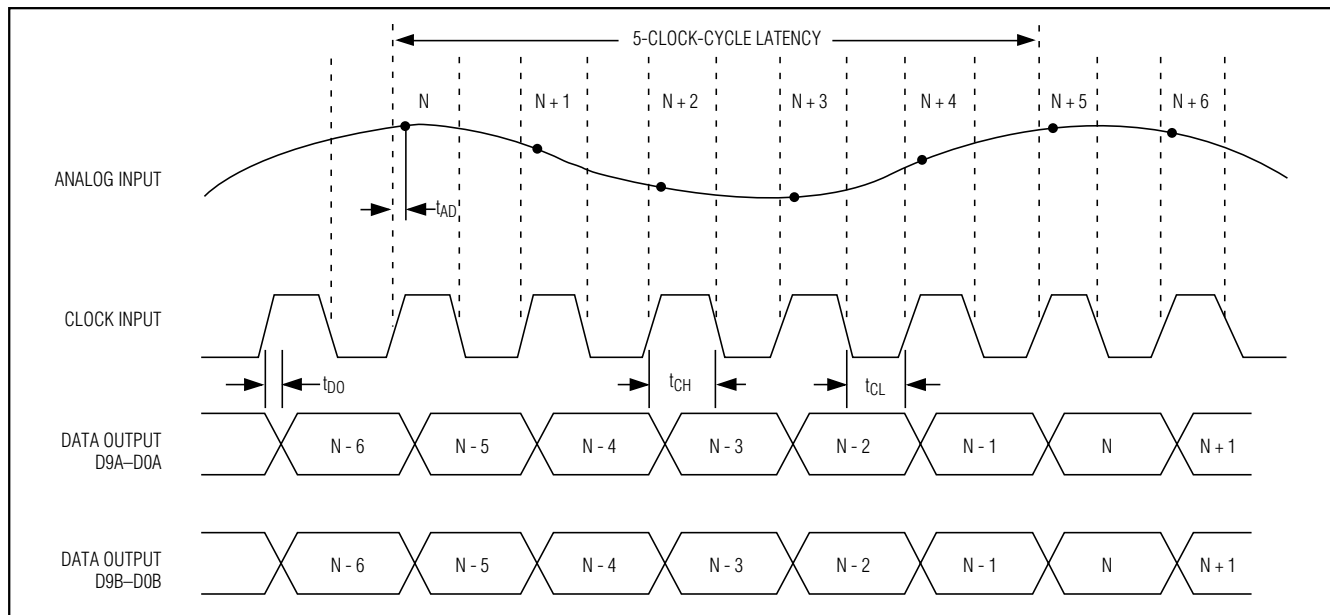 5-CLOCK-CYCLE LATENCY
N N + 1 N + 2 N + 3 N + 4 N + 5 N + 6
ANALOG INPUT
tAD
CLOCK INPUT
tDO tCH tCL
DATA OUTPUT
D9A–D0A
N - 6 N - 5 N - 4 N - 3 N - 2 N - 1 N N + 1
DATA OUTPUT
D9B–D0B
N - 6 N - 5 N - 4 N - 3 N - 2 N - 1 N N + 1